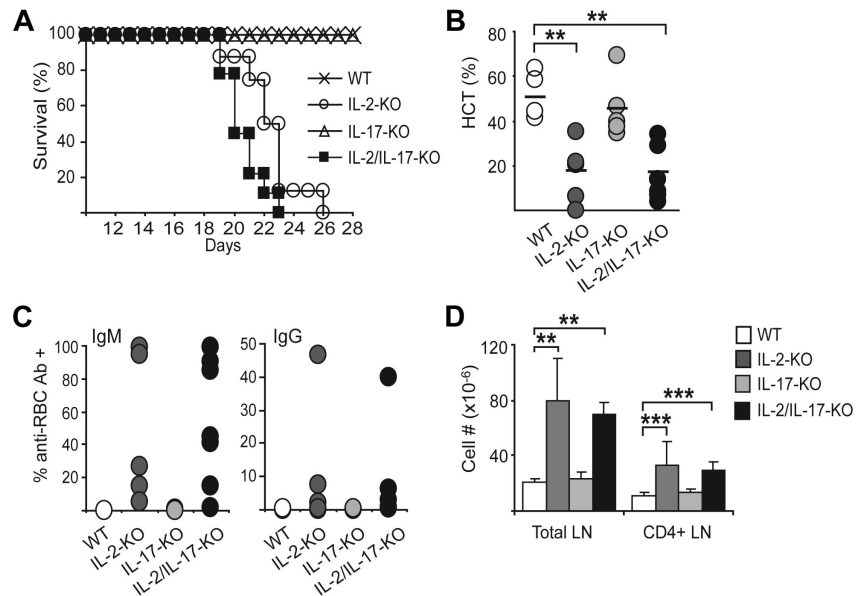 A
Survival (%)
100
80
60
40
20
12 14 16 18 20 22 24 26 28
Days
WT
IL-2-KO
IL-17-KO
IL-2/IL-17-KO
B
HCT (%)
80
60
40
20
**
**
WT
IL-2-KO
IL-17-KO
IL-2/IL-17-KO
C
% anti-RBC Ab +
IgM
100
80
60
40
20
WT
IL-2-KO
IL-17-KO
IL-2/IL-17-KO
IgG
50
40
30
20
10
WT
IL-2-KO
IL-17-KO
IL-2/IL-17-KO
D
Cell # (x10-6)
120
80
40
**
**
***
***
Total LN
CD4+ LN
WT
IL-2-KO
IL-17-KO
IL-2/IL-17-KO